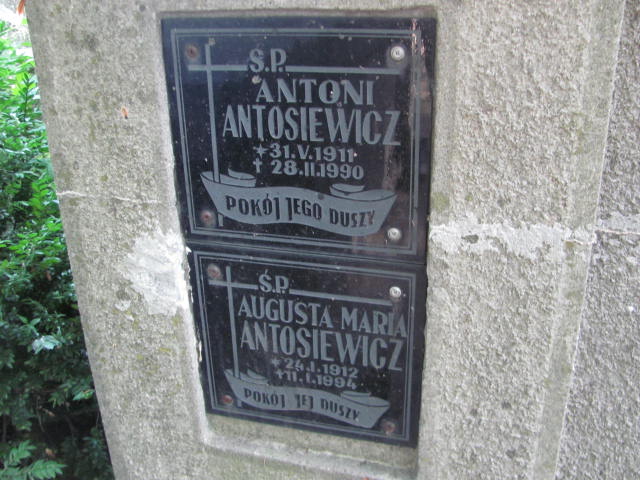 Ś.P.
ANTONI
ANTOSIEWICZ
*31.V.1911
†28.II.1990
POKÓJ JEGO DUSZY
Ś.P.
AUGUSTA MARIA
ANTOSIEWICZ
*24.I.1912
†11.I.1994
POKÓJ JEJ DUSZY